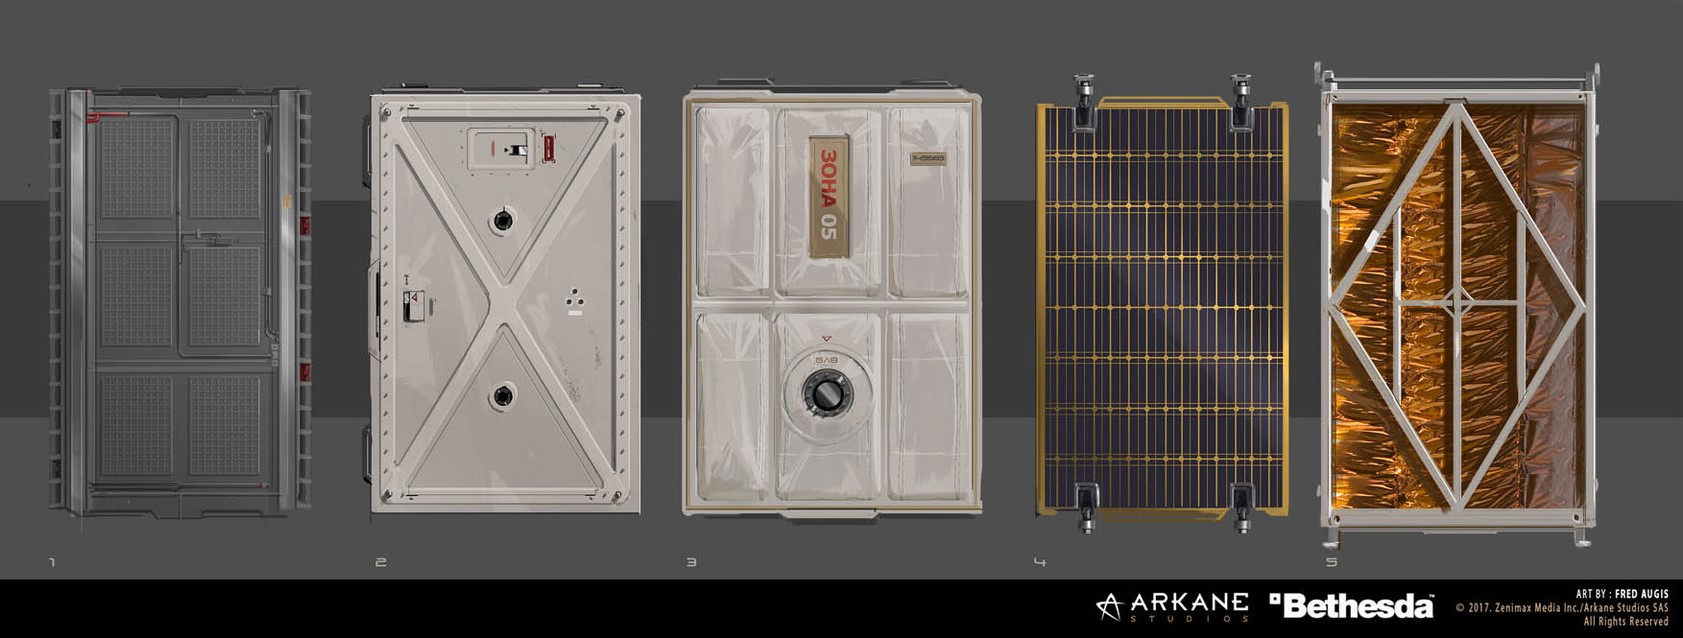 ЗОНА 05
1
2
3
4
5
ARKANE
STUDIOS
Bethesda
ART BY : FRED AUGIS
© 2017. Zenimax Media Inc./Arkane Studios SAS
All Rights Reserved